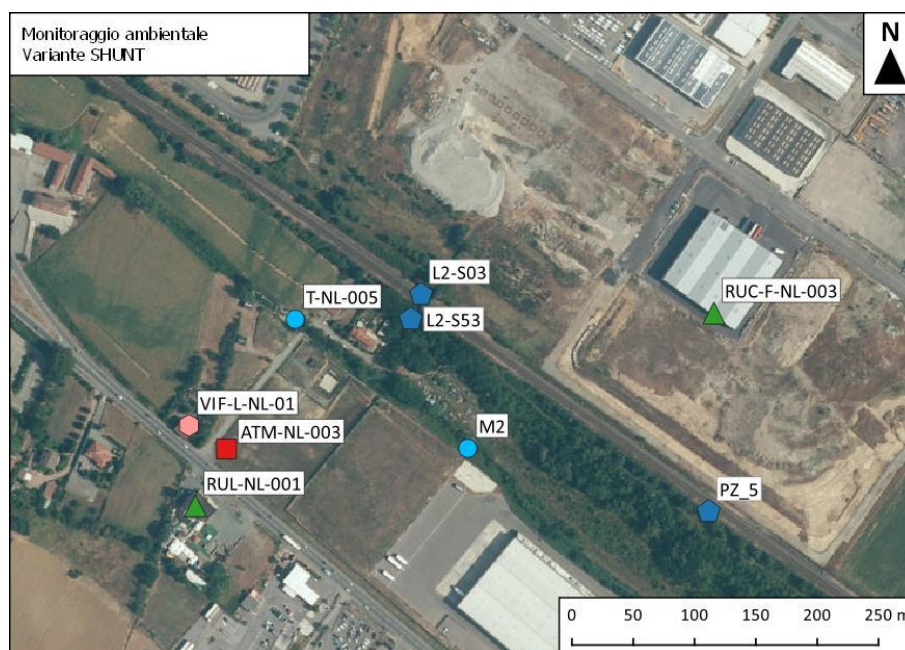 Monitoraggio ambientale
Variante SHUNT
N
L2-S03
T-NL-005
RUC-F-NL-003
L2-S53
VIF-L-NL-01
M2
ATM-NL-003
RUL-NL-001
PZ_5
0 50 100 150 200 250 m